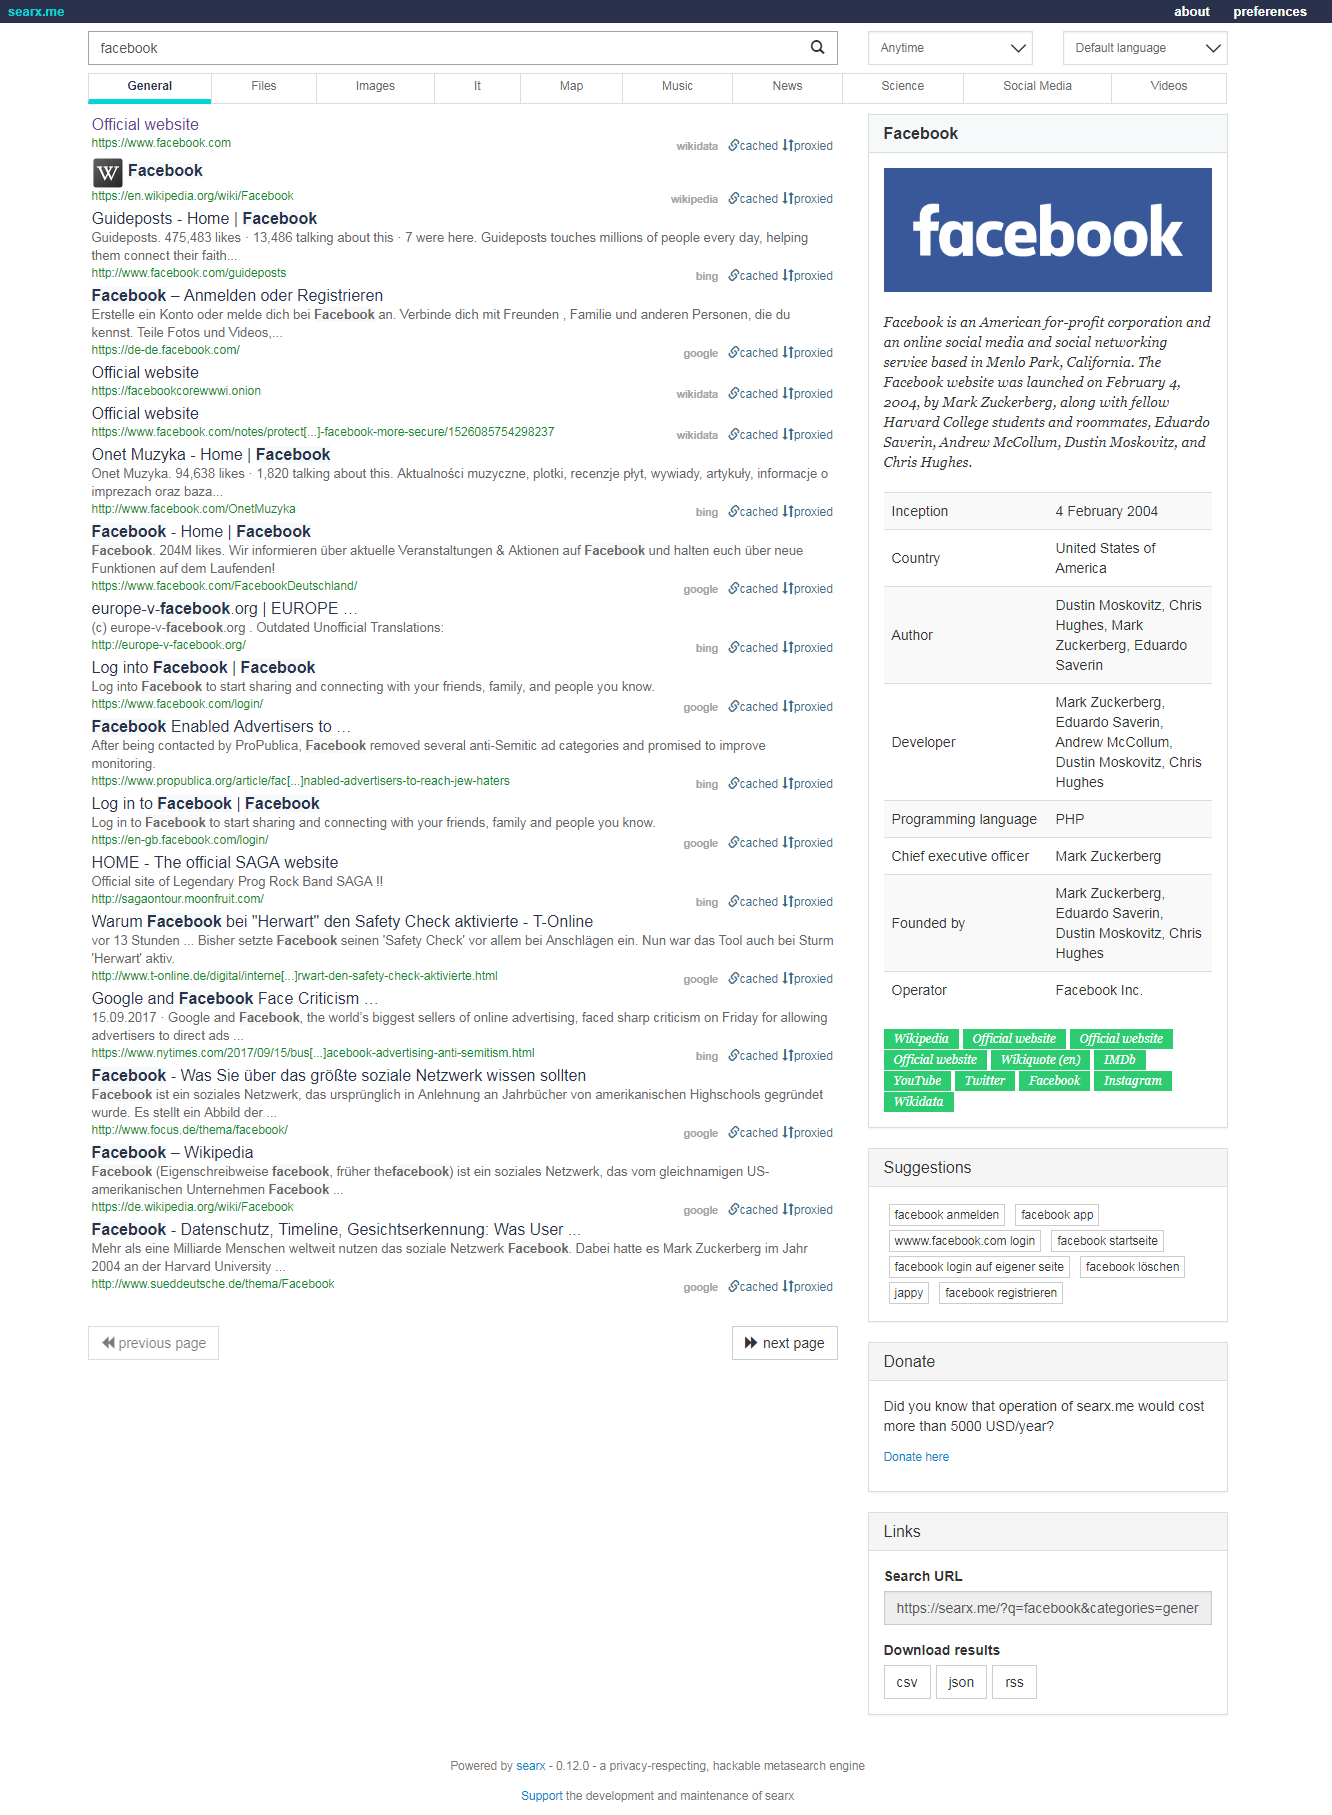 searx.me about preferences
facebook Anytime Default language
General Files Images It Map Music News Science Social Media Videos
Official website
https://www.facebook.com
wikidata cached proxied
W Facebook
https://en.wikipedia.org/wiki/Facebook
wikipedia cached proxied
Guideposts - Home | Facebook
Guideposts. 475,483 likes · 13,486 talking about this · 7 were here. Guideposts touches millions of people every day, helping
them connect their faith...
http://www.facebook.com/guideposts
bing cached proxied
Facebook – Anmelden oder Registrieren
Erstelle ein Konto oder melde dich bei Facebook an. Verbinde dich mit Freunden , Familie und anderen Personen, die du
kennst. Teile Fotos und Videos,...
https://de-de.facebook.com/
google cached proxied
Official website
https://facebookcorewwwi.onion
wikidata cached proxied
Official website
https://www.facebook.com/notes/protect[...]-facebook-more-secure/1526085754298237
wikidata cached proxied
Onet Muzyka - Home | Facebook
Onet Muzyka. 94,638 likes · 1,820 talking about this. Aktualności muzyczne, plotki, recenzje płyt, wywiady, artykuły, informacje o
imprezach oraz baza...
http://www.facebook.com/OnetMuzyka
bing cached proxied
Facebook - Home | Facebook
Facebook. 204M likes. Wir informieren über aktuelle Veranstaltungen & Aktionen auf Facebook und halten euch über neue
Funktionen auf dem Laufenden!
https://www.facebook.com/FacebookDeutschland/
google cached proxied
europe-v-facebook.org | EUROPE ...
(c) europe-v-facebook.org . Outdated Unofficial Translations:
http://europe-v-facebook.org/
bing cached proxied
Log into Facebook | Facebook
Log into Facebook to start sharing and connecting with your friends, family, and people you know.
https://www.facebook.com/login/
google cached proxied
Facebook Enabled Advertisers to ...
After being contacted by ProPublica, Facebook removed several anti-Semitic ad categories and promised to improve
monitoring.
https://www.propublica.org/article/fac[...]nabled-advertisers-to-reach-jew-haters
bing cached proxied
Log in to Facebook | Facebook
Log in to Facebook to start sharing and connecting with your friends, family and people you know.
https://en-gb.facebook.com/login/
google cached proxied
HOME - The official SAGA website
Official site of Legendary Prog Rock Band SAGA !!
http://sagaontour.moonfruit.com/
bing cached proxied
Warum Facebook bei "Herwart" den Safety Check aktivierte - T-Online
vor 13 Stunden ... Bisher setzte Facebook seinen 'Safety Check' vor allem bei Anschlägen ein. Nun war das Tool auch bei Sturm
'Herwart' aktiv.
http://www.t-online.de/digital/interne[...]rwart-den-safety-check-aktivierte.html
google cached proxied
Google and Facebook Face Criticism ...
15.09.2017 · Google and Facebook, the world's biggest sellers of online advertising, faced sharp criticism on Friday for allowing
advertisers to direct ads ...
https://www.nytimes.com/2017/09/15/bus[...]acebook-advertising-anti-semitism.html
bing cached proxied
Facebook - Was Sie über das größte soziale Netzwerk wissen sollten
Facebook ist ein soziales Netzwerk, das ursprünglich in Anlehnung an Jahrbücher von amerikanischen Highschools gegründet
wurde. Es stellt ein Abbild der ...
http://www.focus.de/thema/facebook/
google cached proxied
Facebook – Wikipedia
Facebook (Eigenschreibweise facebook, früher thefacebook) ist ein soziales Netzwerk, das vom gleichnamigen US-
amerikanischen Unternehmen Facebook ...
https://de.wikipedia.org/wiki/Facebook
google cached proxied
Facebook - Datenschutz, Timeline, Gesichtserkennung: Was User ...
Mehr als eine Milliarde Menschen weltweit nutzen das soziale Netzwerk Facebook. Dabei hatte es Mark Zuckerberg im Jahr
2004 an der Harvard University ...
http://www.sueddeutsche.de/thema/Facebook
google cached proxied
previous page next page
Facebook
facebook
Facebook is an American for-profit corporation and
an online social media and social networking
service based in Menlo Park, California. The
Facebook website was launched on February 4,
2004, by Mark Zuckerberg, along with fellow
Harvard College students and roommates, Eduardo
Saverin, Andrew McCollum, Dustin Moskovitz, and
Chris Hughes.
Inception 4 February 2004
Country United States of
America
Author Dustin Moskovitz, Chris
Hughes, Mark
Zuckerberg, Eduardo
Saverin
Developer Mark Zuckerberg,
Eduardo Saverin,
Andrew McCollum,
Dustin Moskovitz, Chris
Hughes
Programming language PHP
Chief executive officer Mark Zuckerberg
Founded by Mark Zuckerberg,
Eduardo Saverin,
Dustin Moskovitz, Chris
Hughes
Operator Facebook Inc.
Wikipedia Official website Official website
Official website Wikiquote (en) IMDb
YouTube Twitter Facebook Instagram
Wikidata
Suggestions
facebook anmelden facebook app
wwww.facebook.com login facebook startseite
facebook login auf eigener seite facebook löschen
jappy facebook registrieren
Donate
Did you know that operation of searx.me would cost
more than 5000 USD/year?
Donate here
Links
Search URL
https://searx.me/?q=facebook&categories=gener
Download results
csv json rss
Powered by searx - 0.12.0 - a privacy-respecting, hackable metasearch engine
Support the development and maintenance of searx